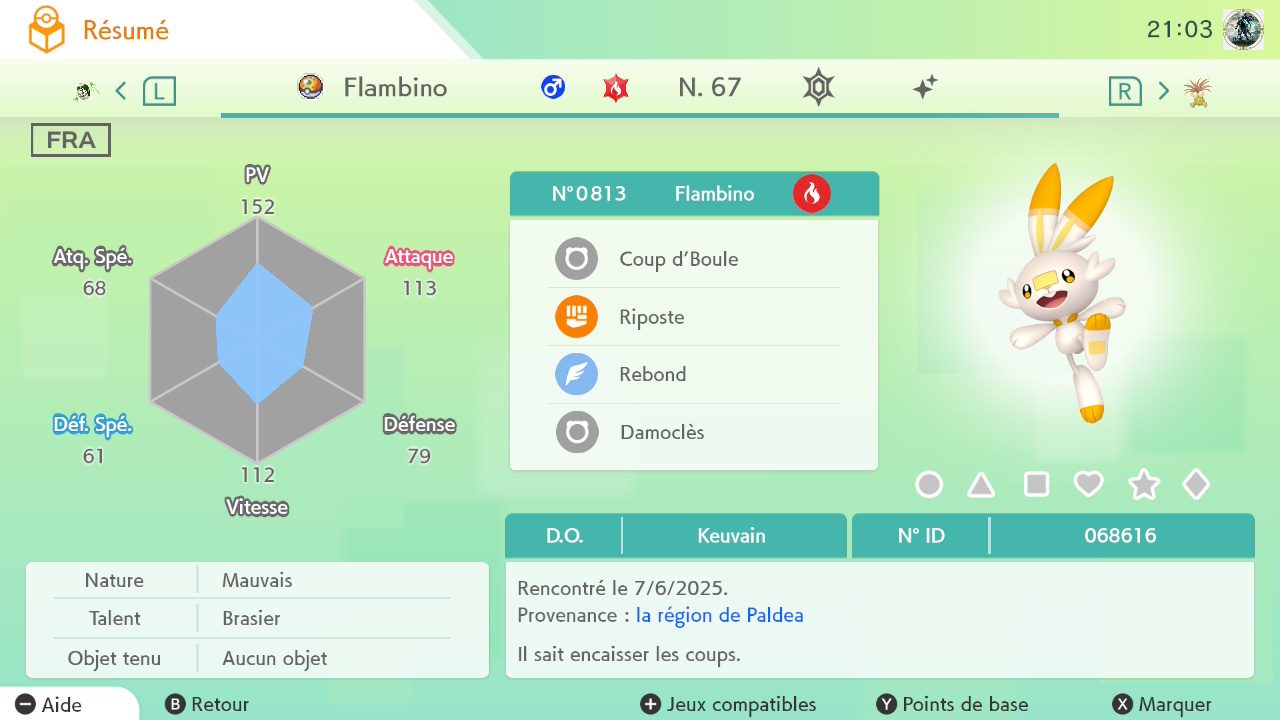 Résumé
21:03
L
Flambino
N. 67
R
FRA
PV
152
Atq. Spé.
68
Attaque
113
Déf. Spé.
61
Défense
79
112
Vitesse
N°0813 Flambino
Coup d'Boule
Riposte
Rebond
Damoclès
D.O. Keuvain N° ID 068616
Nature Mauvais
Talent Brasier
Objet tenu Aucun objet
Rencontré le 7/6/2025.
Provenance : la région de Paldea
Il sait encaisser les coups.
Aide B Retour Jeux compatibles Y Points de base X Marquer